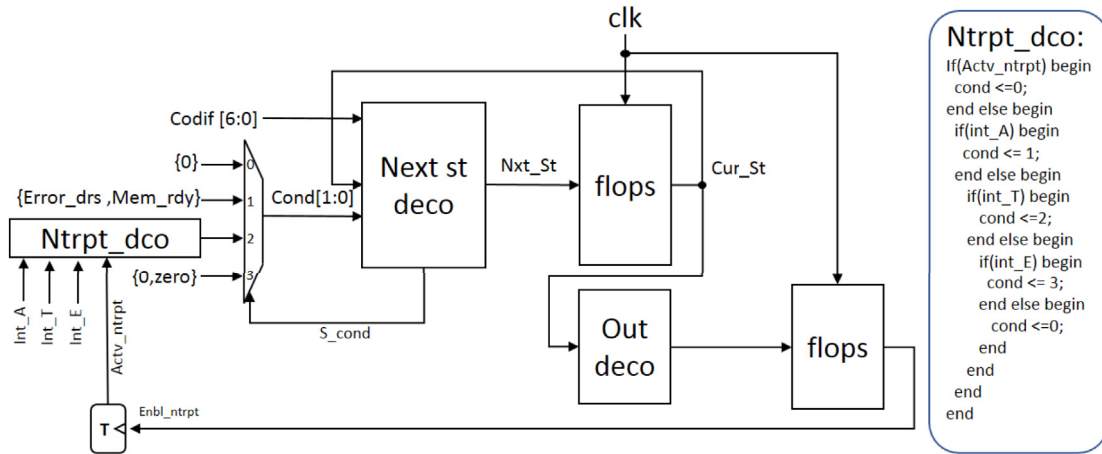 clk
Codif [6:0]
{0}
{Error_drs ,Mem_rdy}
Ntrpt_dco
{0,zero}
0
1
2
3
Cond[1:0]
Next st
deco
Nxt_St
flops
Cur_St
S_cond
Int_A
Int_T
Int_E
Actv_ntrpt
Out
deco
flops
T
Enbl_ntrpt
Ntrpt_dco:
If(Actv_ntrpt) begin
cond <=0;
end else begin
if(int_A) begin
cond <= 1;
end else begin
if(int_T) begin
cond <=2;
end else begin
if(int_E) begin
cond <= 3;
end else begin
cond <=0;
end
end
end
end